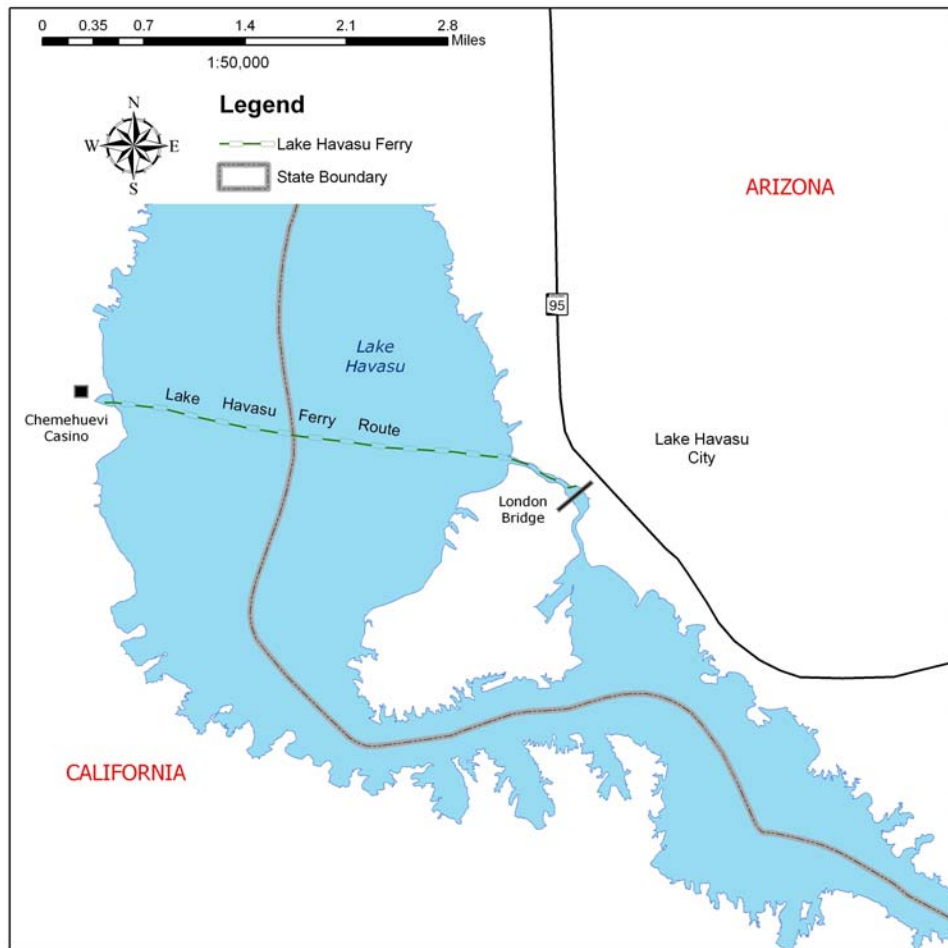 0 0.35 0.7 1.4 2.1 2.8
Miles
1:50,000
N
W E
S
Legend
Lake Havasu Ferry
State Boundary
ARIZONA
95
Lake
Havasu
Lake Havasu Ferry Route
Chemehuevi
Casino
Lake Havasu
City
London
Bridge
CALIFORNIA